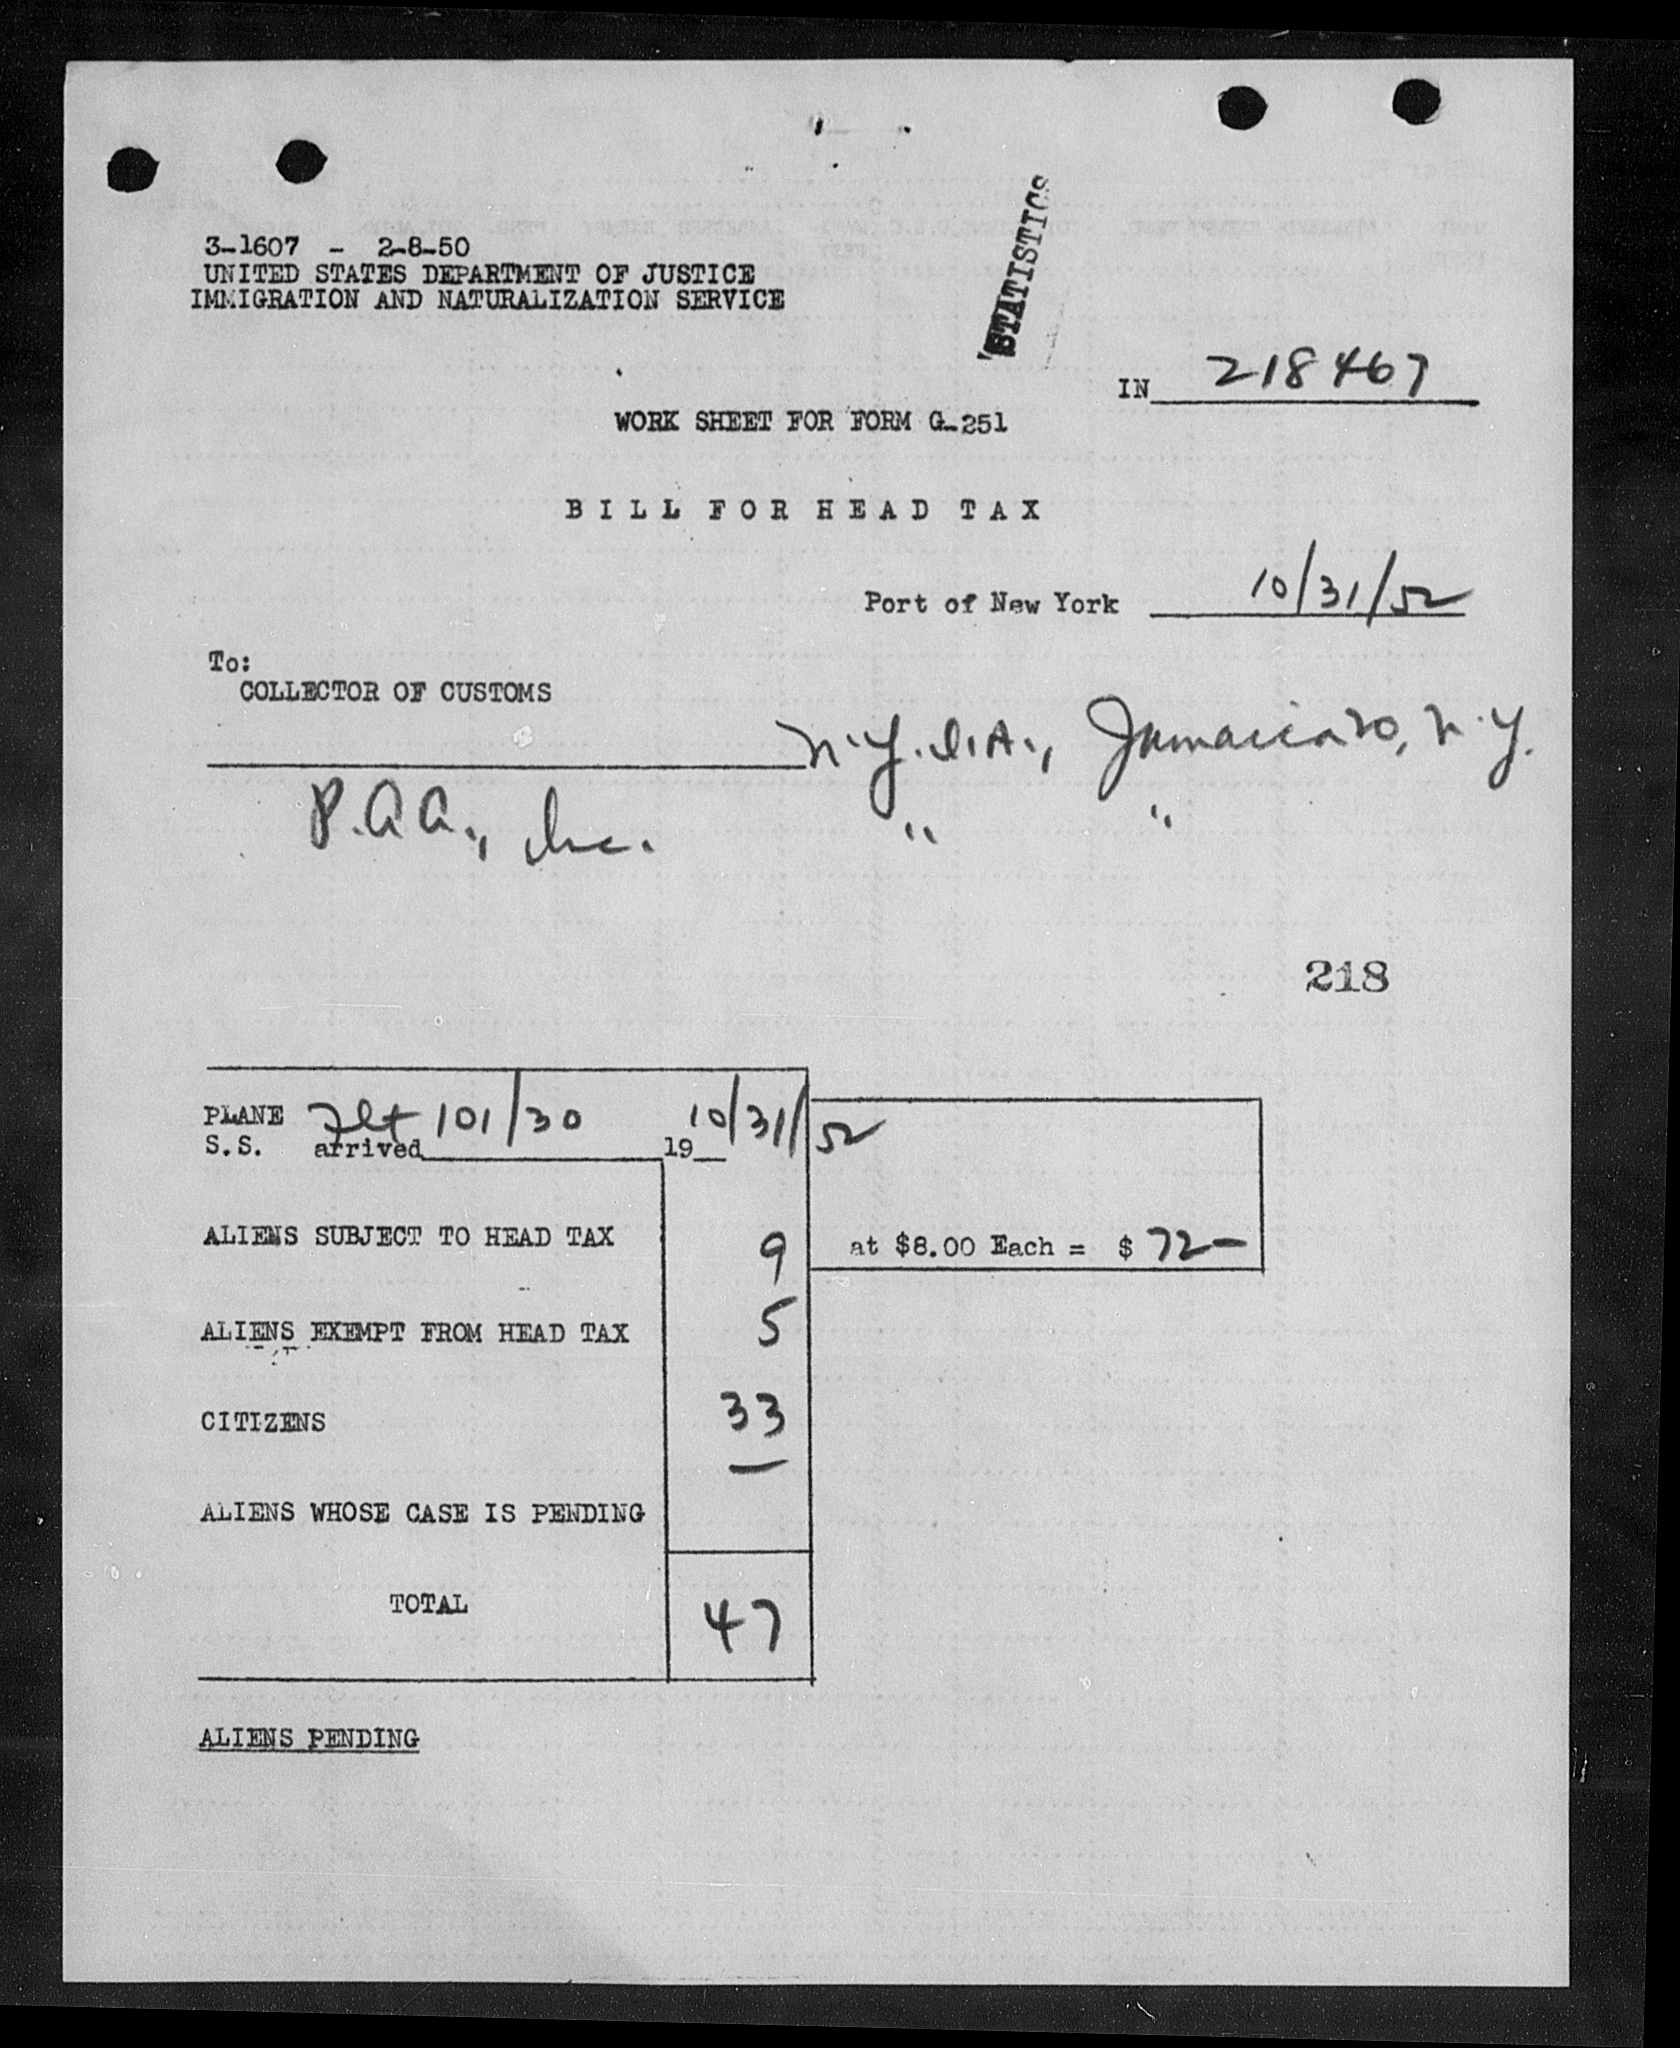 STATISTICS
3-1607 - 2-8-50
UNITED STATES DEPARTMENT OF JUSTICE
IMMIGRATION AND NATURALIZATION SERVICE
IN 218467
WORK SHEET FOR FORM G-251
BILL FOR HEAD TAX
Port of New York 10/31/52
To:
COLLECTOR OF CUSTOMS
N.Y.I.A., Jamaica 30, N.Y.
P.A.A., Inc. " "
218
PLANE Flt 101/30 10/31/52
S.S. arrived 19
ALIENS SUBJECT TO HEAD TAX 9 at $8.00 Each = $ 72-
ALIENS EXEMPT FROM HEAD TAX 5
CITIZENS 33
ALIENS WHOSE CASE IS PENDING —
TOTAL 47
ALIENS PENDING